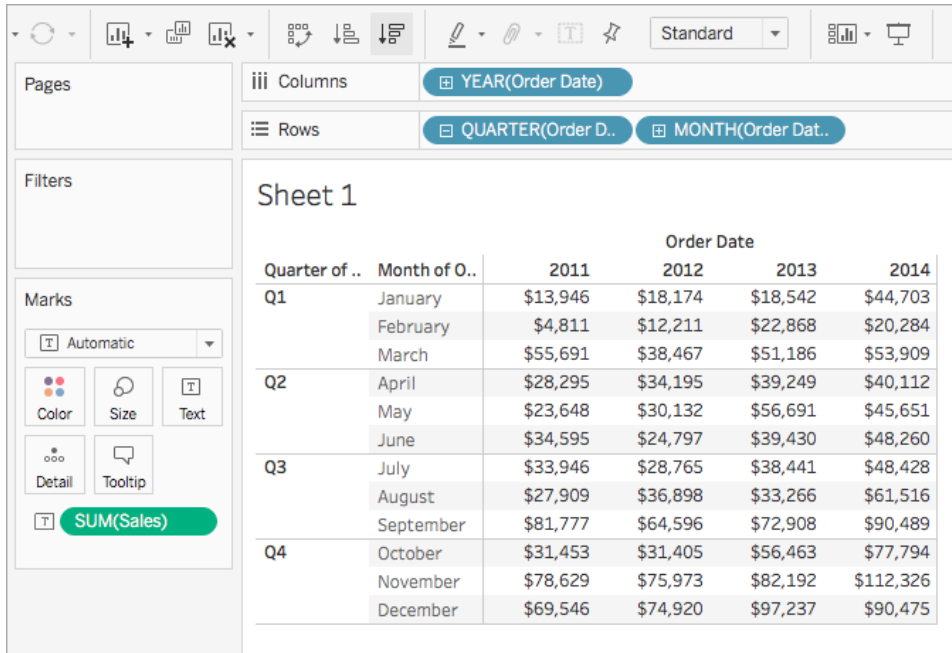 Standard
Pages
iii Columns
YEAR(Order Date)
Rows
QUARTER(Order D..
MONTH(Order Dat..
Filters
Sheet 1
Order Date
Quarter of .. Month of O.. 2011 2012 2013 2014
Q1 January $13,946 $18,174 $18,542 $44,703
February $4,811 $12,211 $22,868 $20,284
March $55,691 $38,467 $51,186 $53,909
Q2 April $28,295 $34,195 $39,249 $40,112
May $23,648 $30,132 $56,691 $45,651
June $34,595 $24,797 $39,430 $48,260
Q3 July $33,946 $28,765 $38,441 $48,428
August $27,909 $36,898 $33,266 $61,516
September $81,777 $64,596 $72,908 $90,489
Q4 October $31,453 $31,405 $56,463 $77,794
November $78,629 $75,973 $82,192 $112,326
December $69,546 $74,920 $97,237 $90,475
Marks
T Automatic
Color Size Text
Detail Tooltip
T SUM(Sales)